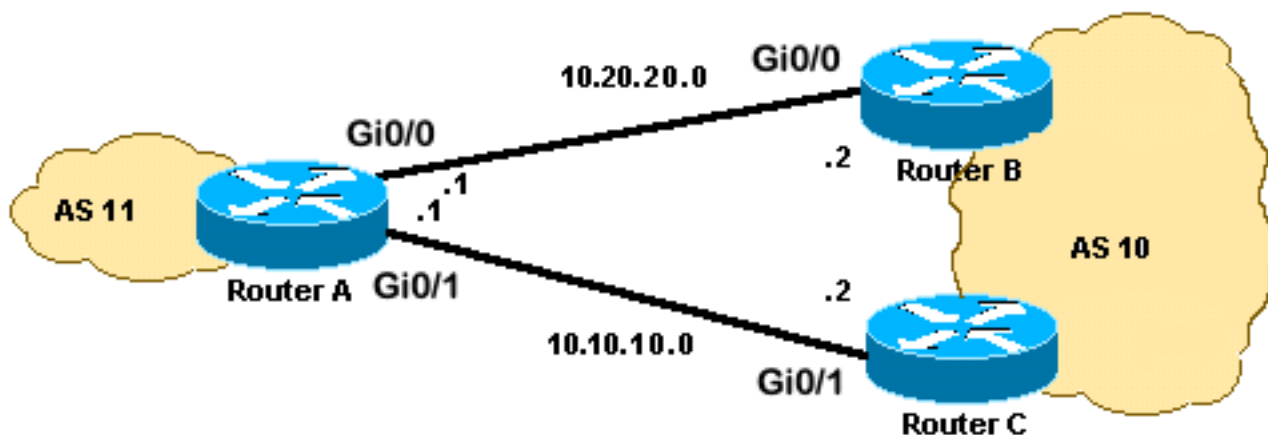 Gi0/0
10.20.20.0
Gi0/0
.1
.2
Router B
AS 11
.1
Router A
Gi0/1
AS 10
.2
10.10.10.0
Gi0/1
Router C